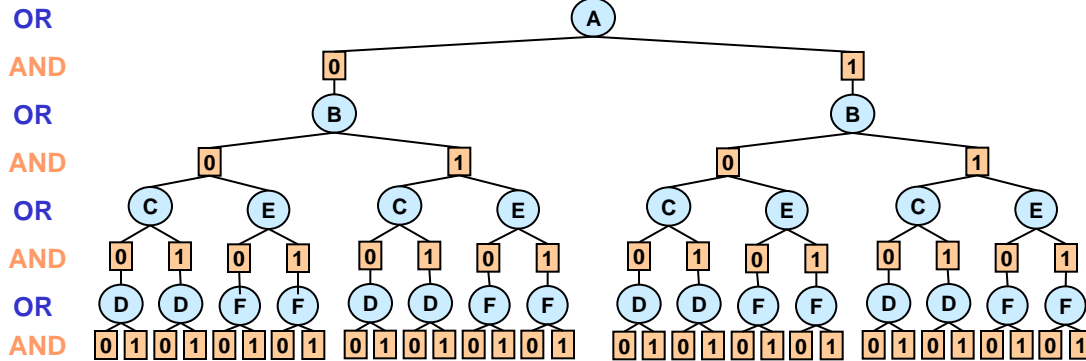 OR A
AND 0 1
OR B B
AND 0 1 0 1
OR C E C E C E C E
AND 0 1 0 1 0 1 0 1 0 1 0 1 0 1 0 1
OR D D F F D D F F D D F F D D F F
AND 0 1 0 1 0 1 0 1 0 1 0 1 0 1 0 1 0 1 0 1 0 1 0 1 0 1 0 1 0 1 0 1